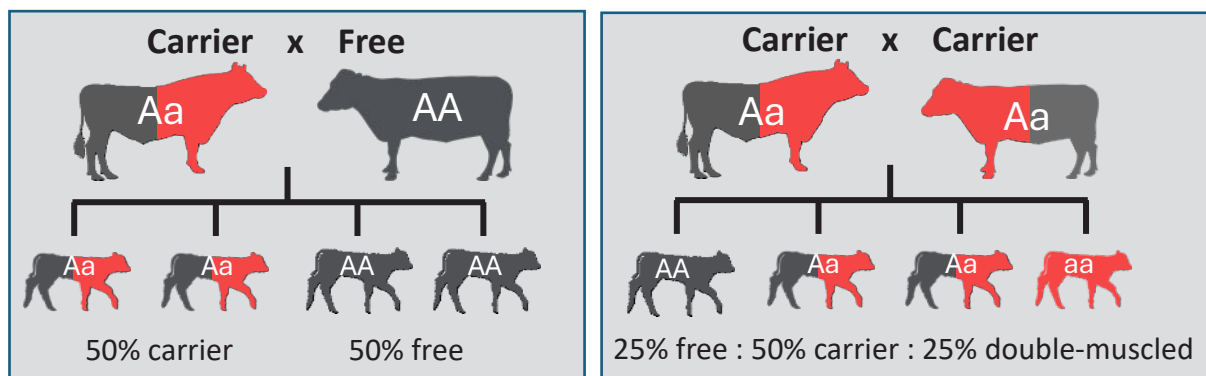 Carrier x Free
Aa AA
Aa Aa AA AA
50% carrier 50% free
Carrier x Carrier
Aa Aa
AA Aa Aa aa
25% free : 50% carrier : 25% double-muscled